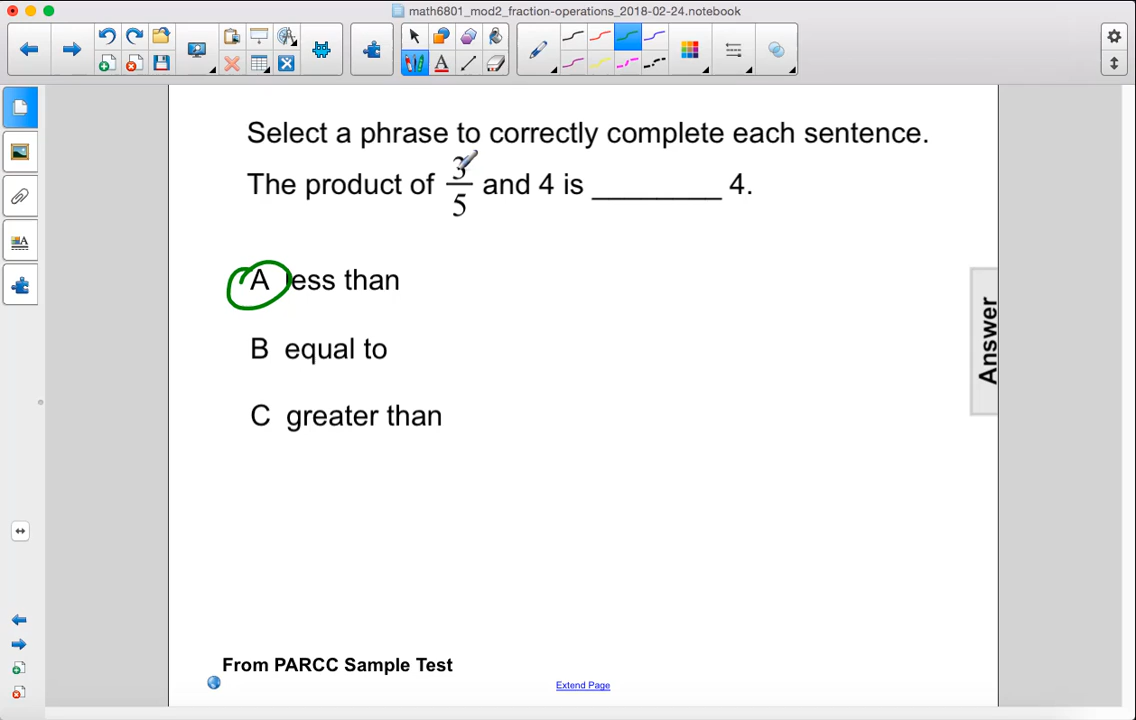 math6801_mod2_fraction-operations_2018-02-24.notebook
Select a phrase to correctly complete each sentence.
The product of 3/5 and 4 is ________ 4.
A less than
B equal to
C greater than
Answer
From PARCC Sample Test
Extend Page